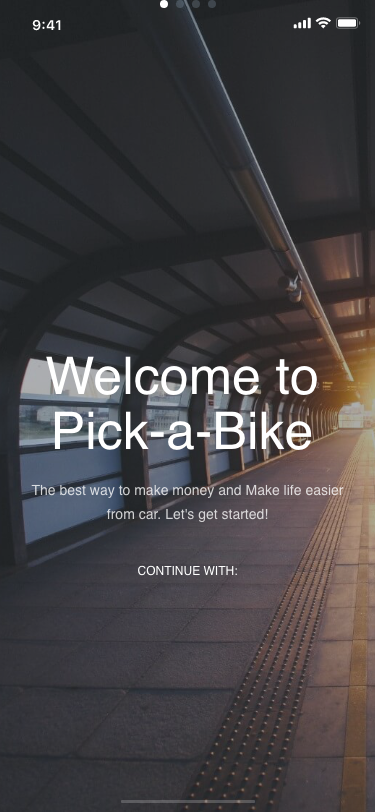 9:41
Welcome to
Pick-a-Bike
The best way to make money and Make life easier
from car. Let's get started!
CONTINUE WITH: